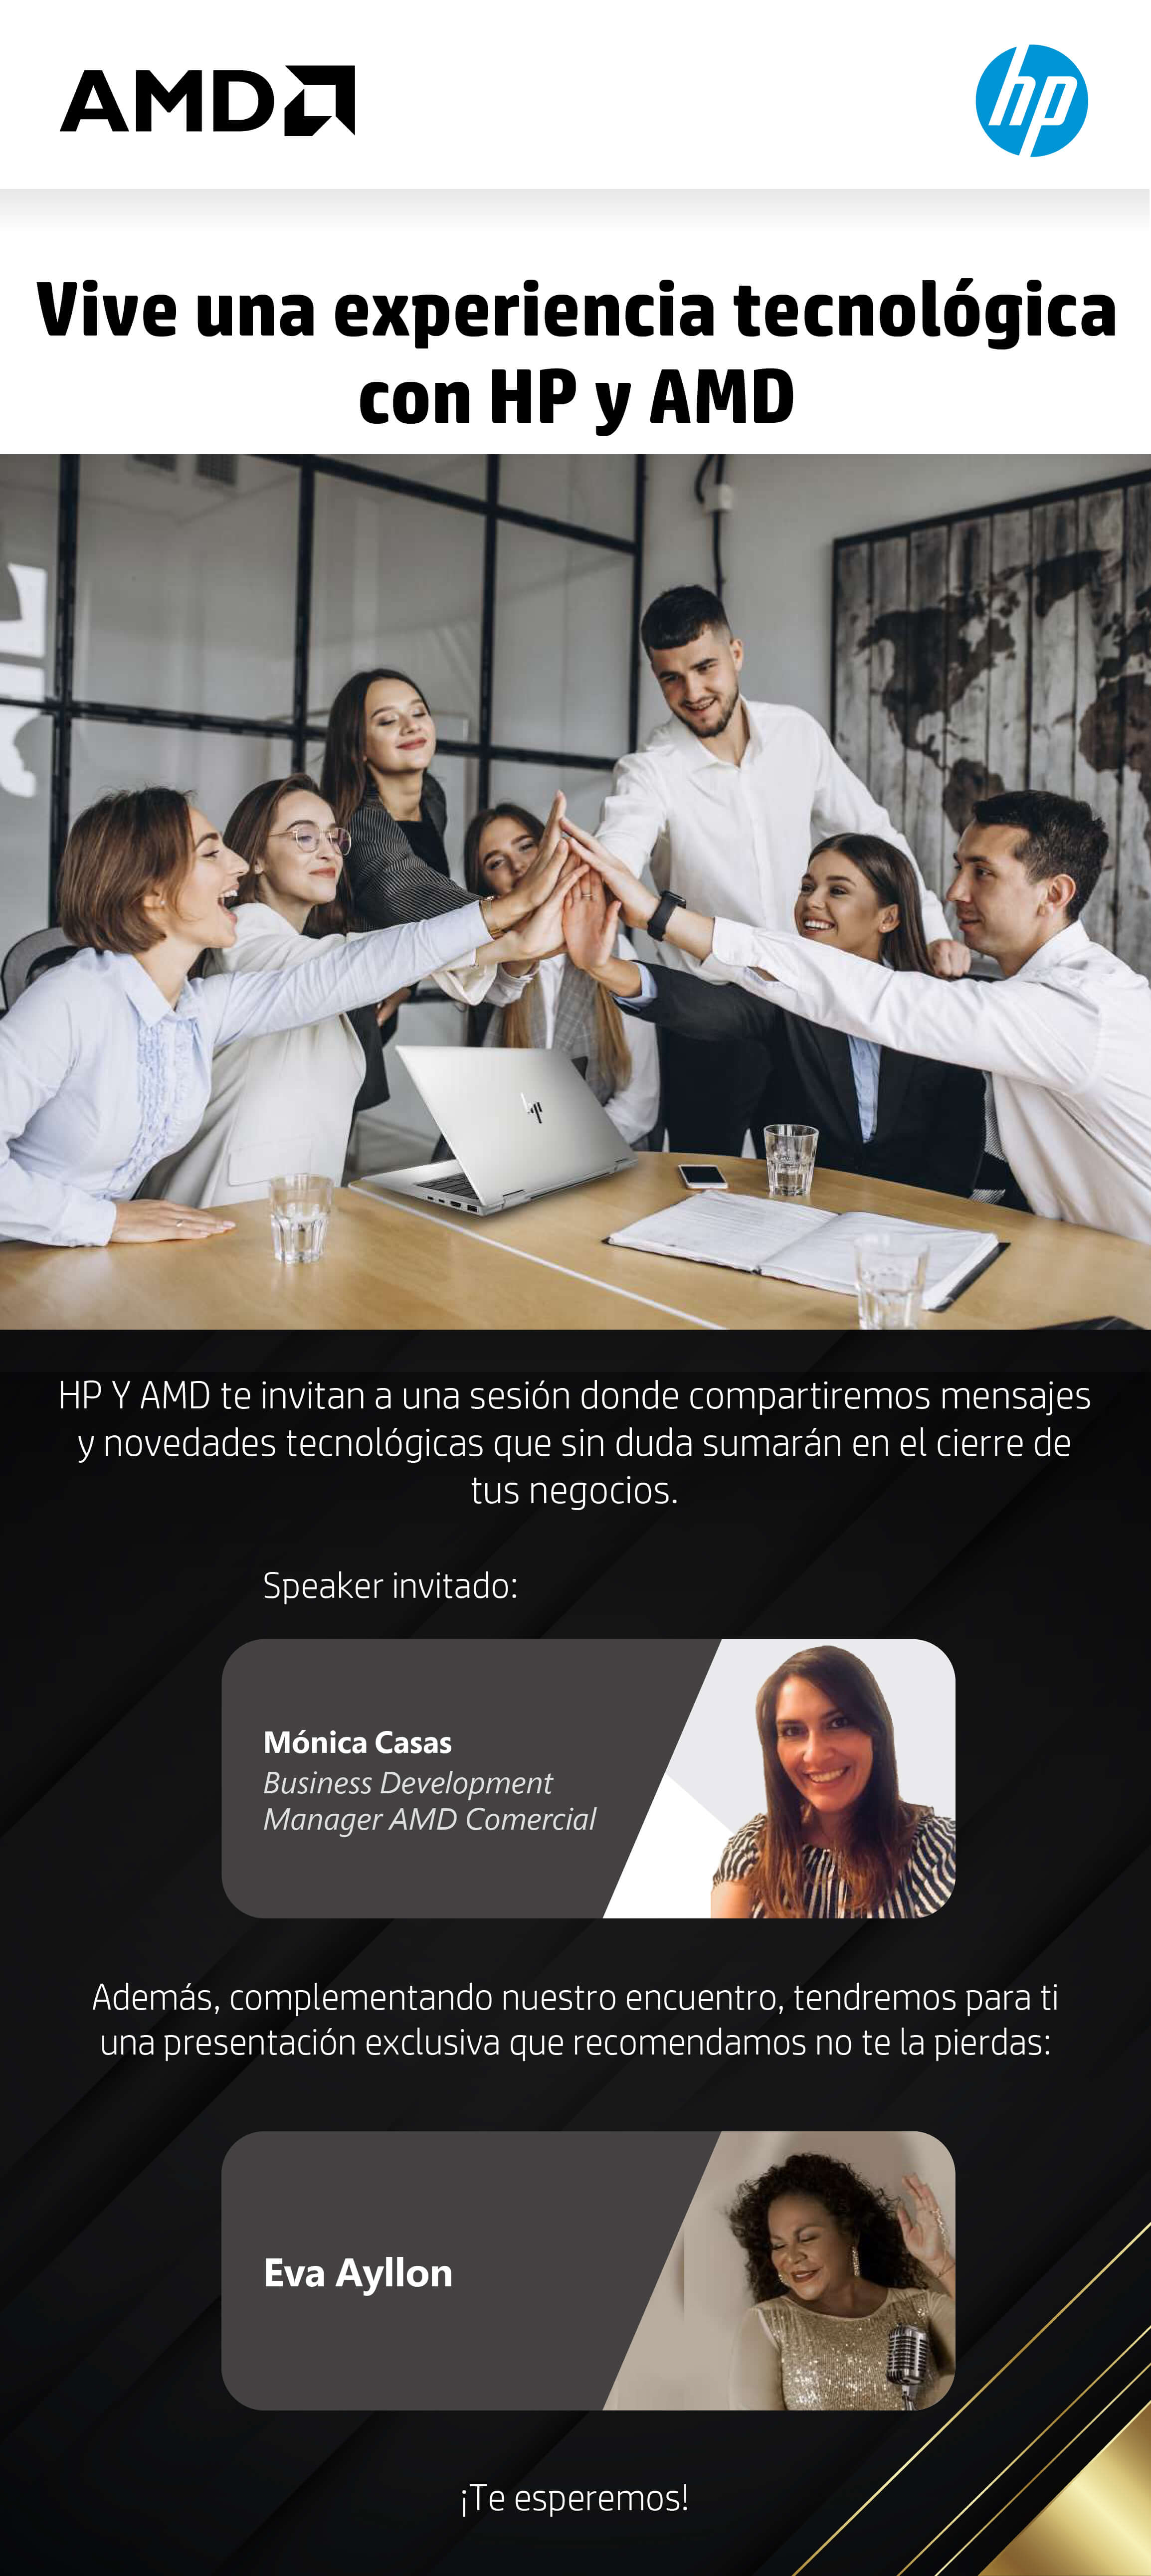 AMD
hp
Vive una experiencia tecnológica
con HP y AMD
hp
HP Y AMD te invitan a una sesión donde compartiremos mensajes
y novedades tecnológicas que sin duda sumarán en el cierre de
tus negocios.
Speaker invitado:
Mónica Casas
Business Development
Manager AMD Comercial
Además, complementando nuestro encuentro, tendremos para ti
una presentación exclusiva que recomendamos no te la pierdas:
Eva Ayllon
¡Te esperemos!